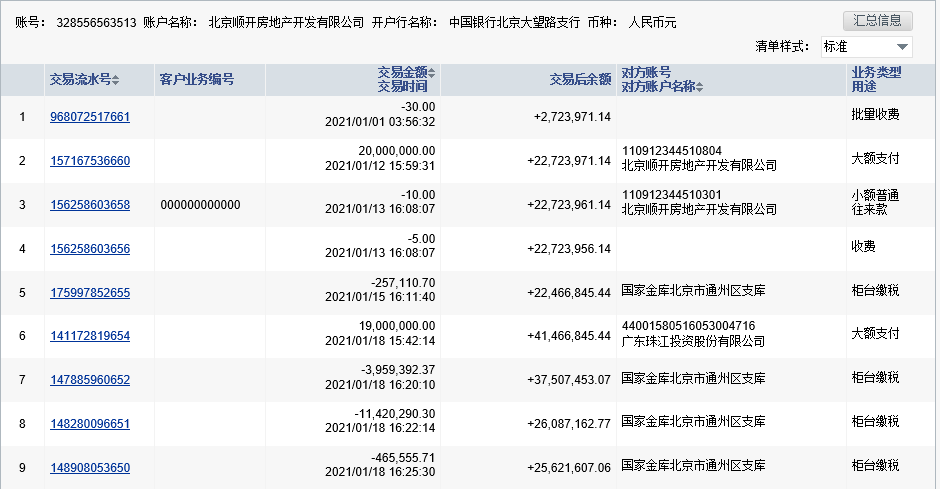 账号： 328556563513 账户名称： 北京顺开房地产开发有限公司 开户行名称： 中国银行北京大望路支行 币种： 人民币元
汇总信息
清单样式： 标准
交易流水号 客户业务编号 交易金额 交易时间 交易后余额 对方账号 对方账户名称 业务类型 用途
1 968072517661 -30.00 2021/01/01 03:56:32 +2,723,971.14 批量收费
2 157167536660 20,000,000.00 2021/01/12 15:59:31 +22,723,971.14 110912344510804 北京顺开房地产开发有限公司 大额支付
3 156258603658 000000000000 -10.00 2021/01/13 16:08:07 +22,723,961.14 110912344510301 北京顺开房地产开发有限公司 小额普通往来款
4 156258603656 -5.00 2021/01/13 16:08:07 +22,723,956.14 收费
5 175997852655 -257,110.70 2021/01/15 16:11:40 +22,466,845.44 国家金库北京市通州区支库 柜台缴税
6 141172819654 19,000,000.00 2021/01/18 15:42:14 +41,466,845.44 44001580516053004716 广东珠江投资股份有限公司 大额支付
7 147885960652 -3,959,392.37 2021/01/18 16:20:10 +37,507,453.07 国家金库北京市通州区支库 柜台缴税
8 148280096651 -11,420,290.30 2021/01/18 16:22:14 +26,087,162.77 国家金库北京市通州区支库 柜台缴税
9 148908053650 -465,555.71 2021/01/18 16:25:30 +25,621,607.06 国家金库北京市通州区支库 柜台缴税